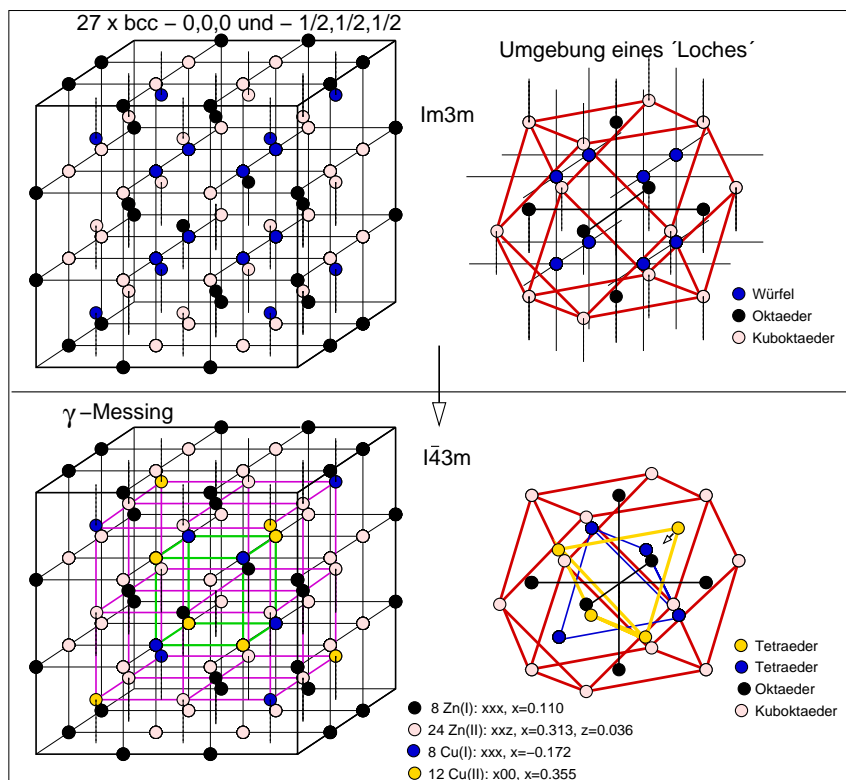 27 x bcc − 0,0,0 und − 1/2,1/2,1/2
Umgebung eines ´Loches´
Im3m
Würfel
Oktaeder
Kuboktaeder
γ −Messing
I4̄3m
Tetraeder
Tetraeder
Oktaeder
Kuboktaeder
8 Zn(I): xxx, x=0.110
24 Zn(II): xxz, x=0.313, z=0.036
8 Cu(I): xxx, x=−0.172
12 Cu(II): x00, x=0.355